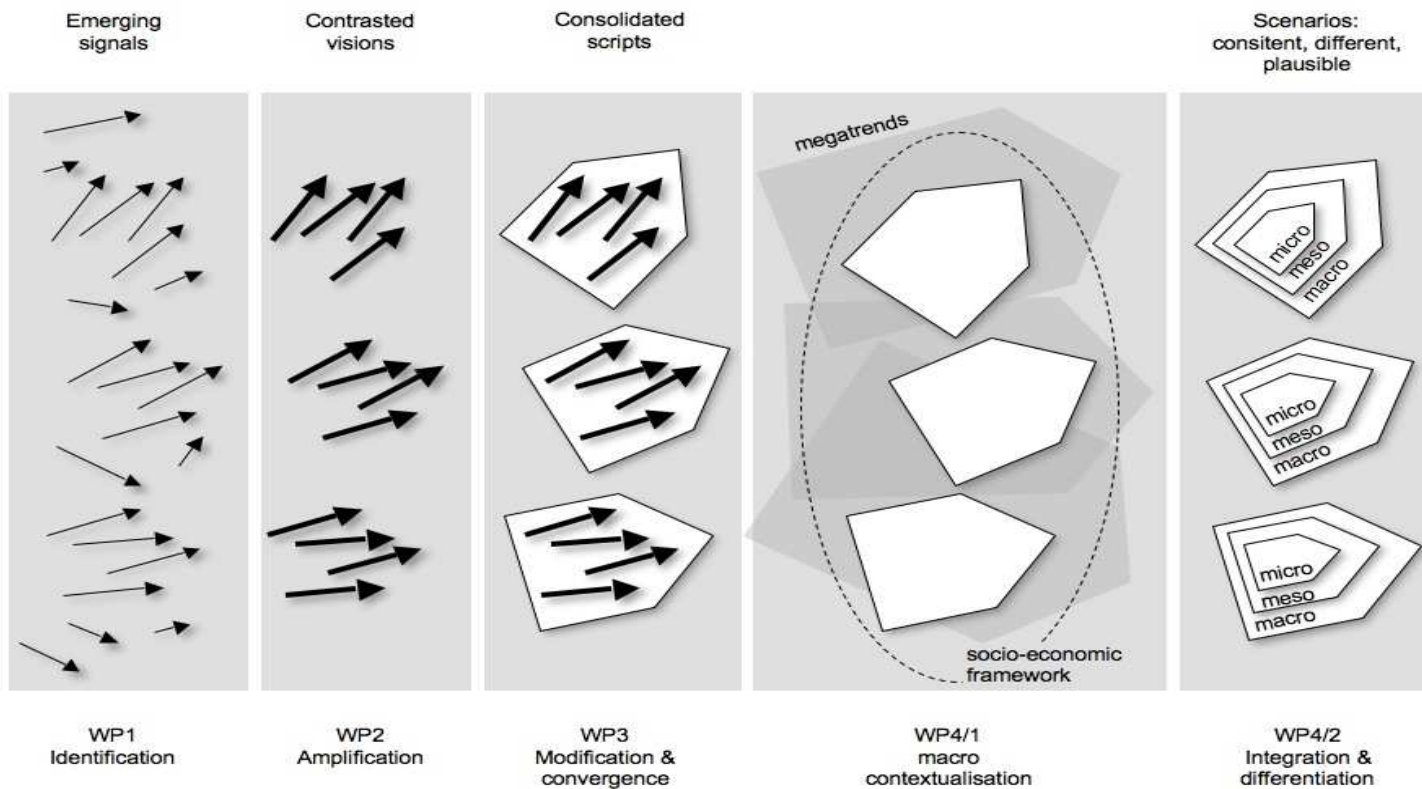 Emerging
signals
Contrasted
visions
Consolidated
scripts
Scenarios:
consitent, different,
plausible
megatrends
socio-economic
framework
micro
meso
macro
micro
meso
macro
micro
meso
macro
WP1
Identification
WP2
Amplification
WP3
Modification &
convergence
WP4/1
macro
contextualisation
WP4/2
Integration &
differentiation